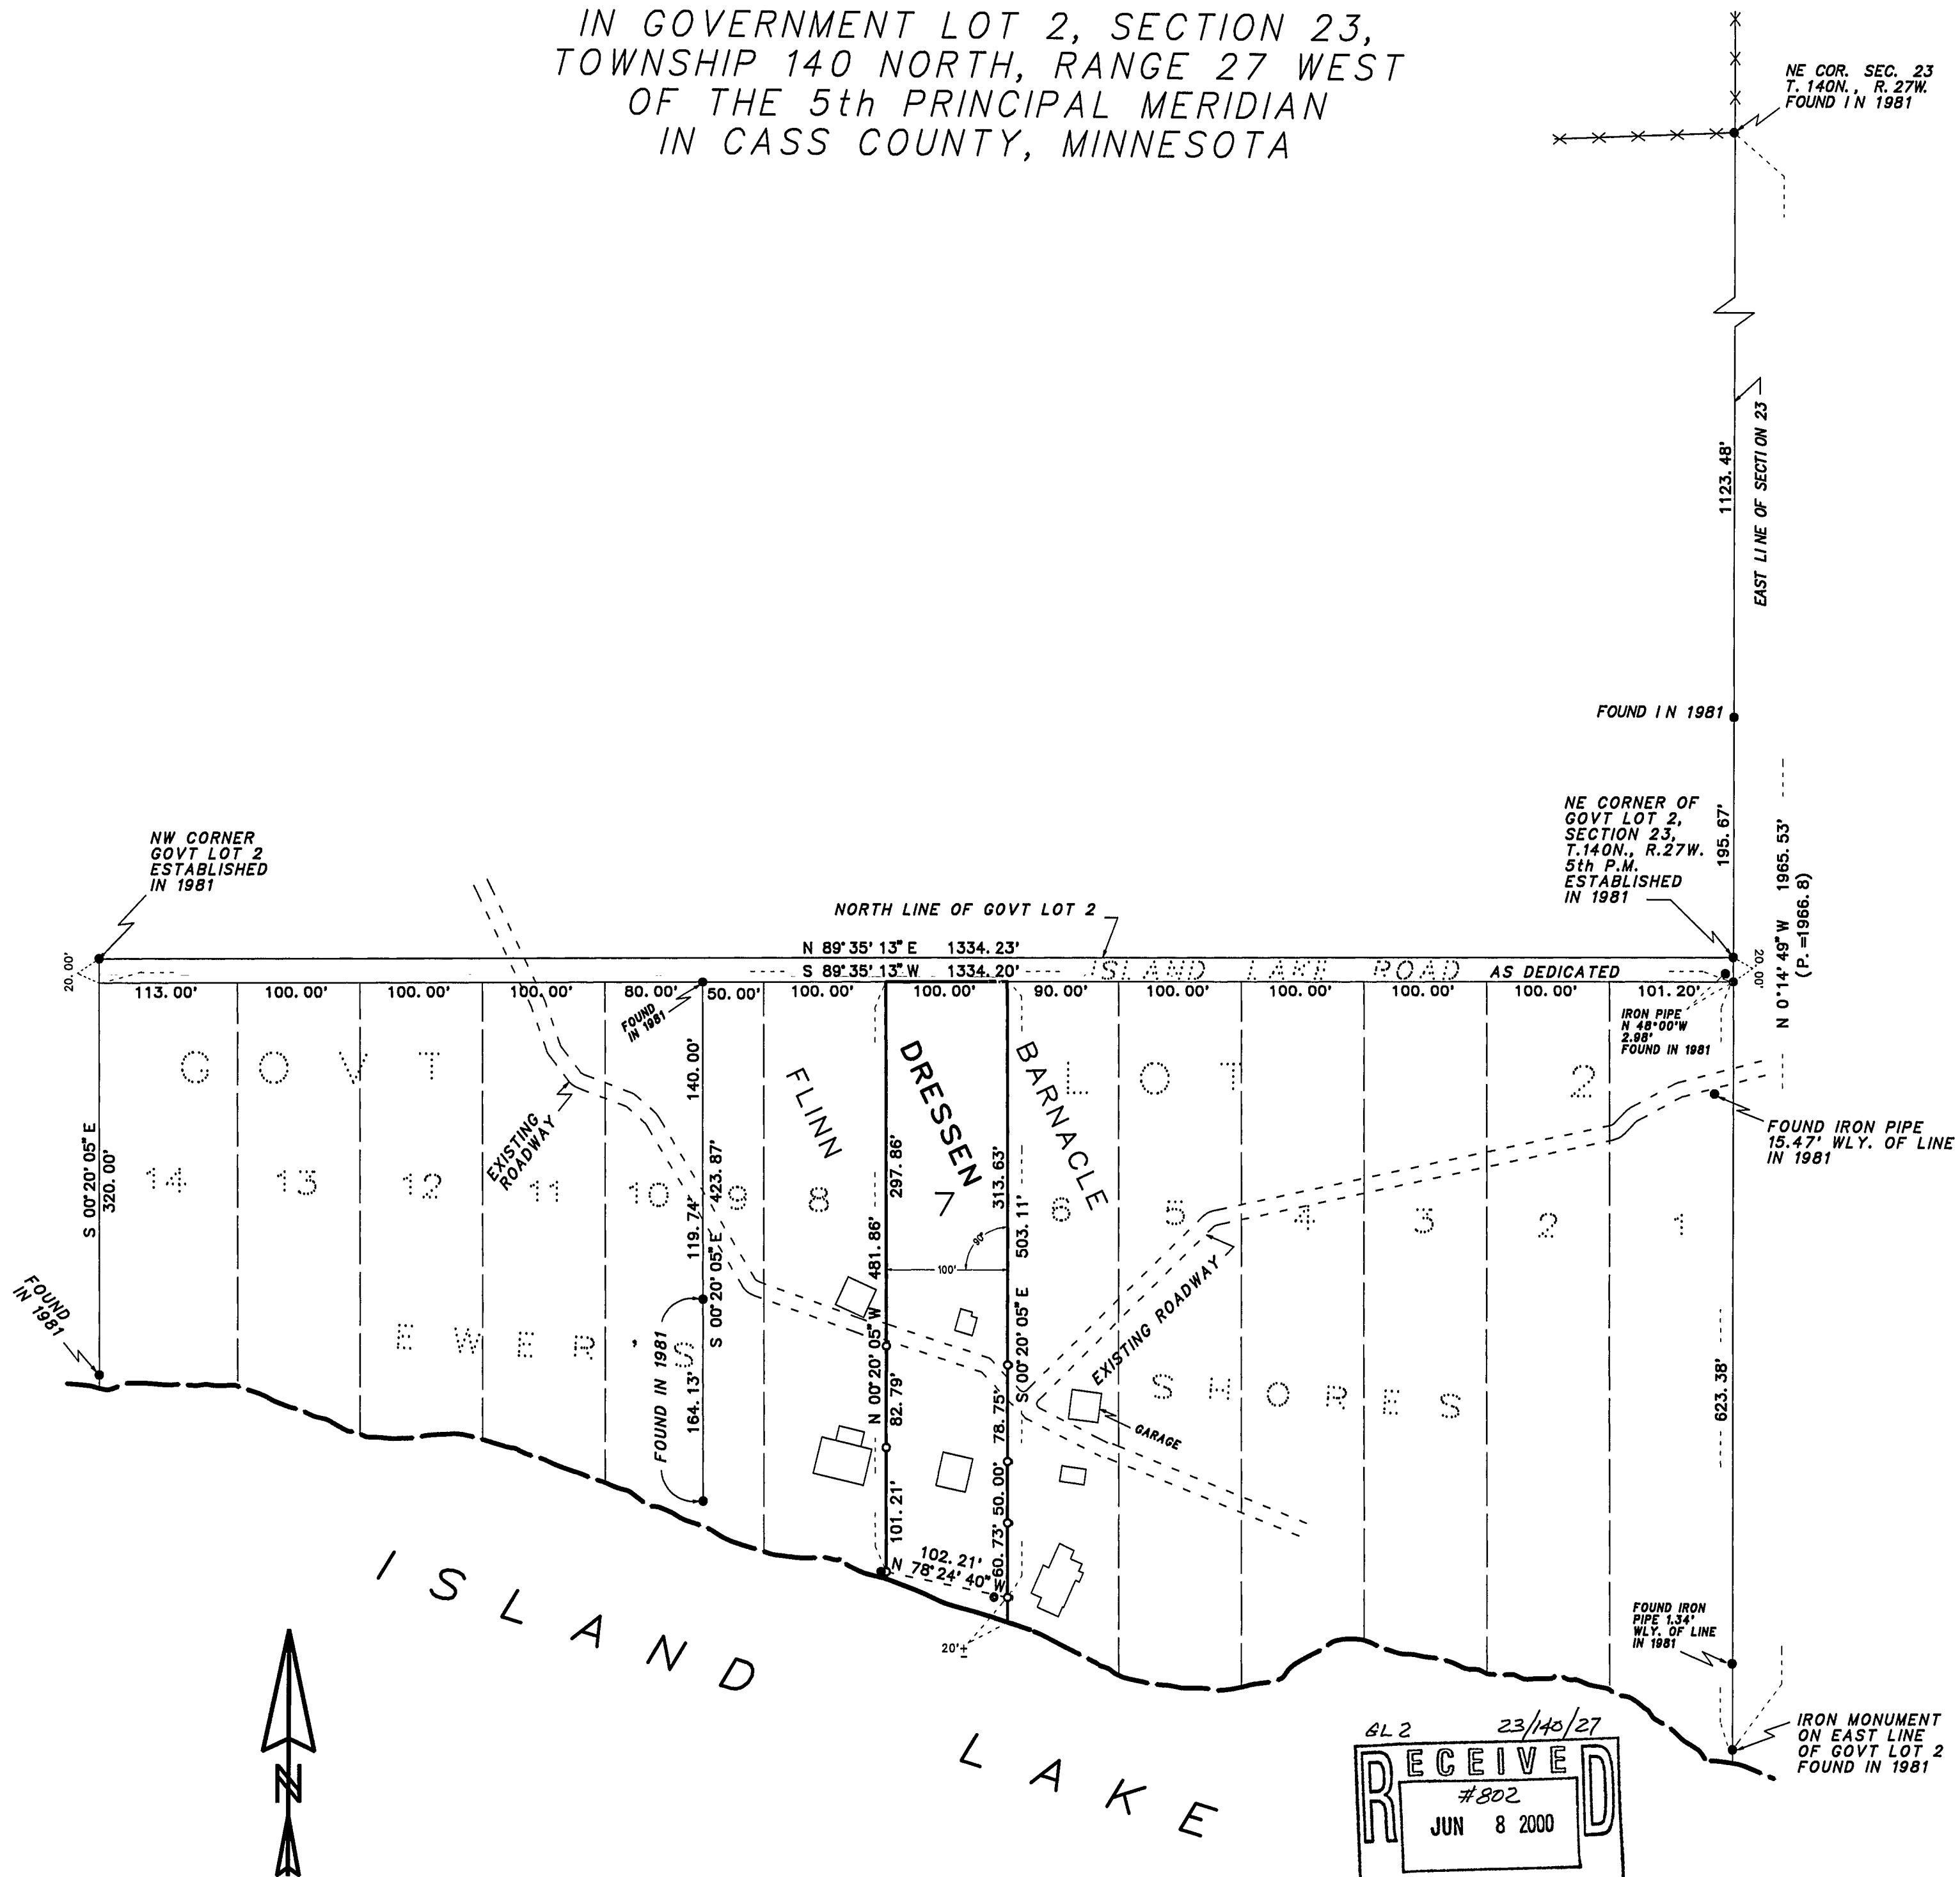 IN GOVERNMENT LOT 2, SECTION 23,
TOWNSHIP 140 NORTH, RANGE 27 WEST
OF THE 5th PRINCIPAL MERIDIAN
IN CASS COUNTY, MINNESOTA
NE COR. SEC. 23
T. 140N., R. 27W.
FOUND IN 1981
1123.48'
EAST LINE OF SECTION 23
FOUND IN 1981
195.67'
N 0°14'49" W 1965.53'
(P.=1966.8)
NE CORNER OF
GOVT LOT 2,
SECTION 23,
T.140N., R.27W.
5th P.M.
ESTABLISHED
IN 1981
NW CORNER
GOVT LOT 2
ESTABLISHED
IN 1981
NORTH LINE OF GOVT LOT 2
N 89°35'13" E 1334.23'
20.00'
S 89°35'13" W 1334.20'
ISLAND LAKE ROAD AS DEDICATED
20.00'
113.00' 100.00' 100.00' 100.00' 80.00' 50.00' 100.00' 100.00' 90.00' 100.00' 100.00' 100.00' 100.00' 101.20'
FOUND
IN 1981
IRON PIPE
N 48°00'W
2.98'
FOUND IN 1981
GOVT LOT 2
FLINN
DRESSEN
BARNACLE
140.00'
EXISTING
ROADWAY
FOUND IRON PIPE
15.47' WLY. OF LINE
IN 1981
S 00°20'05" E
320.00'
14 13 12 11 10 9 8 7 6 5 4 3 2 1
119.74'
S 00°20'05" E 423.87'
297.86'
313.63'
N 00°20'05" W 481.86'
S 00°20'05" E 503.11'
90°
100'
EXISTING ROADWAY
FOUND
IN 1981
EWER'S SHORES
FOUND IN 1981
164.13'
82.79'
78.75'
623.38'
GARAGE
101.21'
50.00'
60.73'
102.21'
N 78°24'40" W
20'±
FOUND IRON
PIPE 1.34'
WLY. OF LINE
IN 1981
ISLAND LAKE
N
IRON MONUMENT
ON EAST LINE
OF GOVT LOT 2
FOUND IN 1981
GL 2 23/140/27
RECEIVED
#802
JUN 8 2000